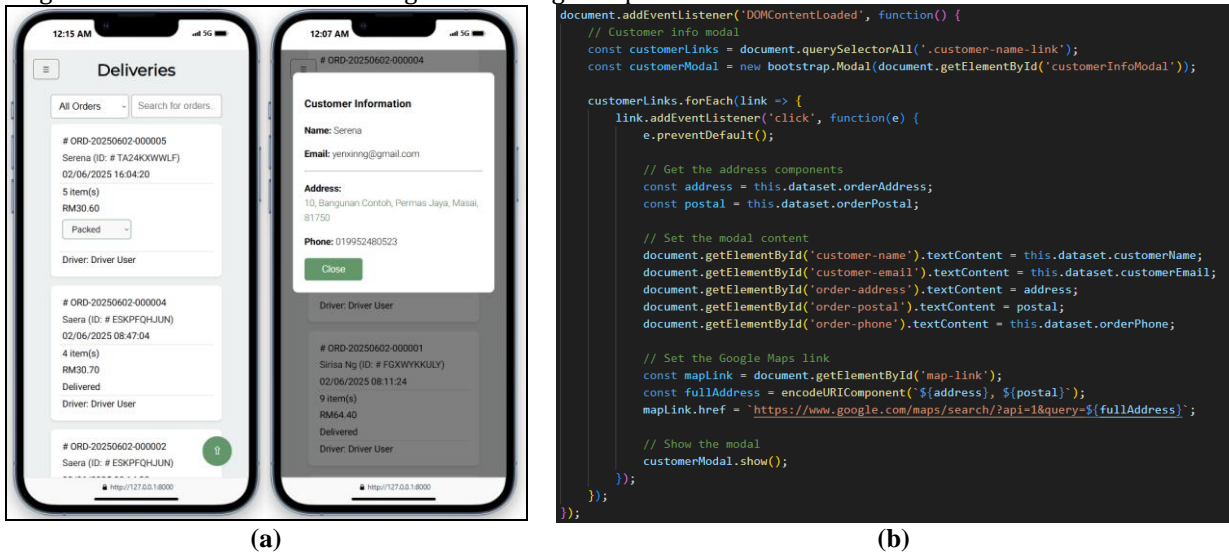 12:15 AM
5G
Deliveries
All Orders
Search for orders..
# ORD-20250602-000005
Serena (ID: # TA24KXWWLF)
02/06/2025 16:04:20
5 item(s)
RM30.60
Packed
Driver: Driver User
# ORD-20250602-000004
Saera (ID: # ESKPFQHJUN)
02/06/2025 08:47:04
4 item(s)
RM30.70
Delivered
Driver: Driver User
# ORD-20250602-000002
Saera (ID: # ESKPFQHJUN)
http://127.0.0.1:8000
12:07 AM
5G
# ORD-20250602-000004
Customer Information
Name: Serena
Email: yenxinng@gmail.com
Address:
10, Bangunan Contoh, Permas Jaya, Masai,
81750
Phone: 019952480523
Close
Driver: Driver User
# ORD-20250602-000001
Sirisa Ng (ID: # FGXWYKKULY)
02/06/2025 08:11:24
9 item(s)
RM64.40
Delivered
Driver: Driver User
http://127.0.0.1:8000
(a)
document.addEventListener('DOMContentLoaded', function() {
// Customer info modal
const customerLinks = document.querySelectorAll('.customer-name-link');
const customerModal = new bootstrap.Modal(document.getElementById('customerInfoModal'));
customerLinks.forEach(link => {
link.addEventListener('click', function(e) {
e.preventDefault();
// Get the address components
const address = this.dataset.orderAddress;
const postal = this.dataset.orderPostal;
// Set the modal content
document.getElementById('customer-name').textContent = this.dataset.customerName;
document.getElementById('customer-email').textContent = this.dataset.customerEmail;
document.getElementById('order-address').textContent = address;
document.getElementById('order-postal').textContent = postal;
document.getElementById('order-phone').textContent = this.dataset.orderPhone;
// Set the Google Maps link
const mapLink = document.getElementById('map-link');
const fullAddress = encodeURIComponent(`${address}, ${postal}`);
mapLink.href = `https://www.google.com/maps/search/?api=1&query=${fullAddress}`;
// Show the modal
customerModal.show();
});
});
});
(b)